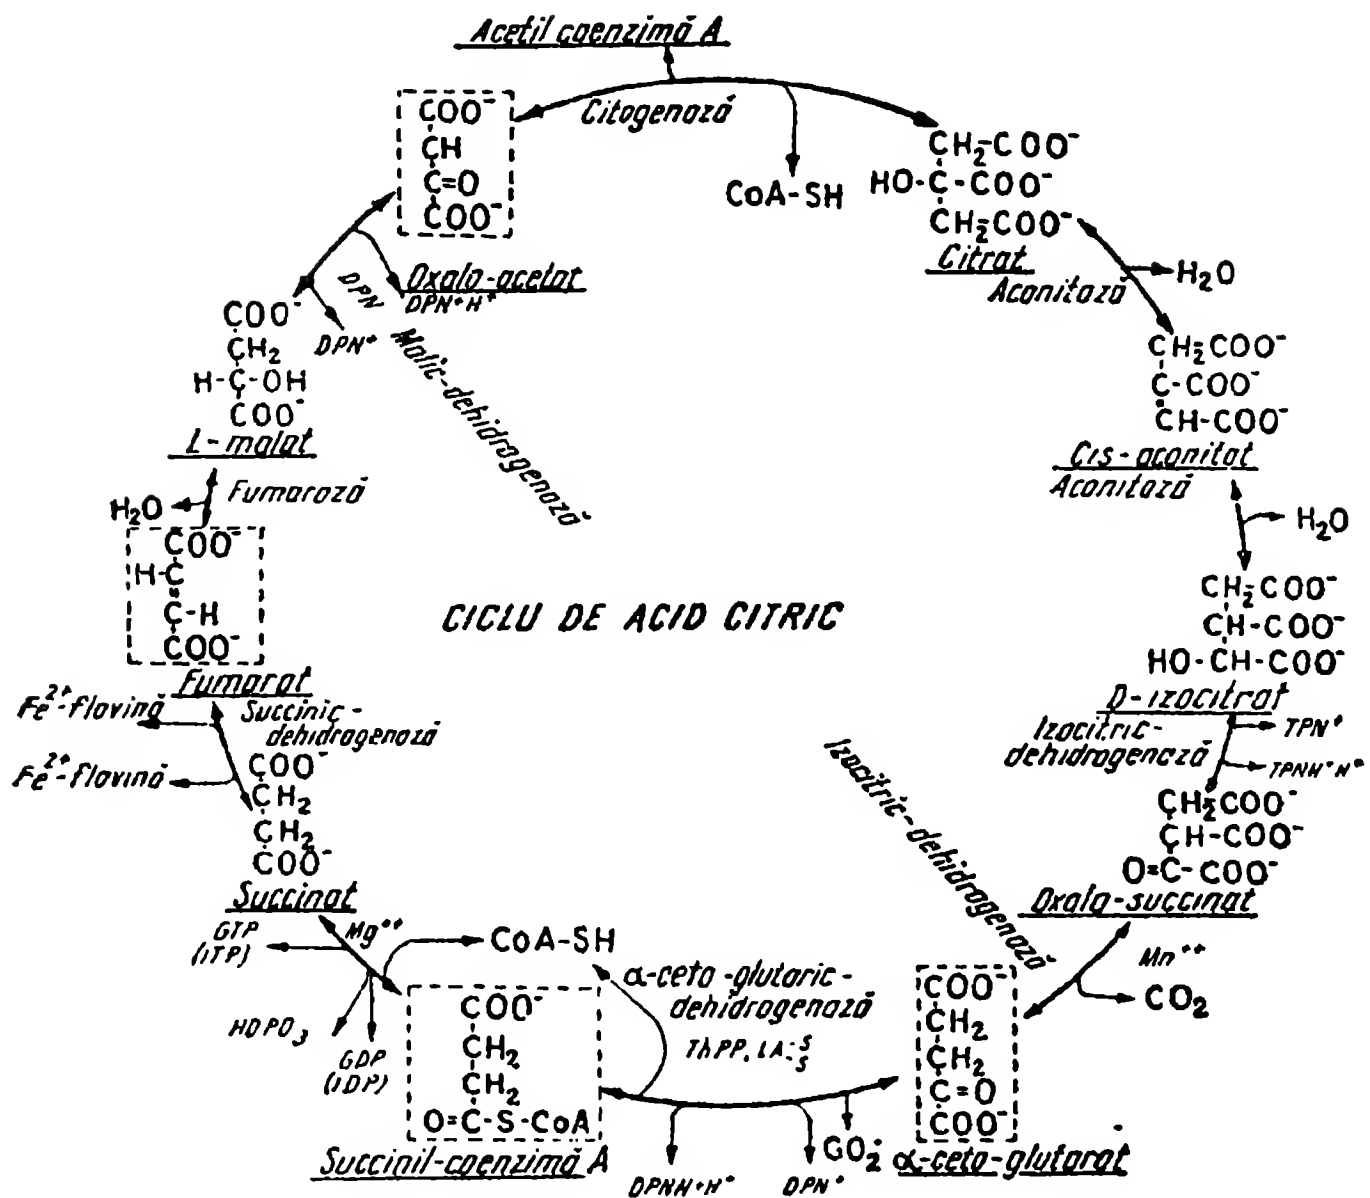 Acetil coenzimă A
COO⁻
CH
C=O
COO⁻
Citogenază
CoA-SH
CH₂-COO⁻
HO-C-COO⁻
CH₂COO⁻
Citrat
Aconitază
H₂O
Oxalo-acetat
DPN
DPN+H⁺
DPN⁺
Malic-dehidrogenază
COO⁻
CH₂
H-C-OH
COO⁻
L-malat
CH₂COO⁻
C-COO⁻
CH-COO⁻
Cis-aconitat
Aconitază
H₂O
Fumarază
H₂O
COO⁻
H-C
C-H
COO⁻
Fumarat
CICLU DE ACID CITRIC
CH₂COO⁻
CH-COO⁻
HO-CH-COO⁻
D-izocitrat
Izocitric-
dehidrogenază
TPN⁺
TPNH⁺H⁺
Fe²⁺-flavină
Succinic-
dehidrogenază
Fe²⁺-flavină
COO⁻
CH₂
CH₂
COO⁻
Succinat
CH₂COO⁻
CH-COO⁻
O=C-COO⁻
Oxalo-succinat
Izocitric-dehidrogenază
Mn⁺⁺
CO₂
GTP
(iTP)
Mg⁺⁺
CoA-SH
HOPO₃
GDP
(iDP)
α-ceto-glutaric-
dehidrogenază
ThPP, LA-S
S
COO⁻
CH₂
CH₂
O=C-S-CoA
Succinil-coenzimă A
COO⁻
CH₂
CH₂
C=O
COO⁻
α-ceto-glutarat
DPNH+H⁺
DPN⁺
GO₂